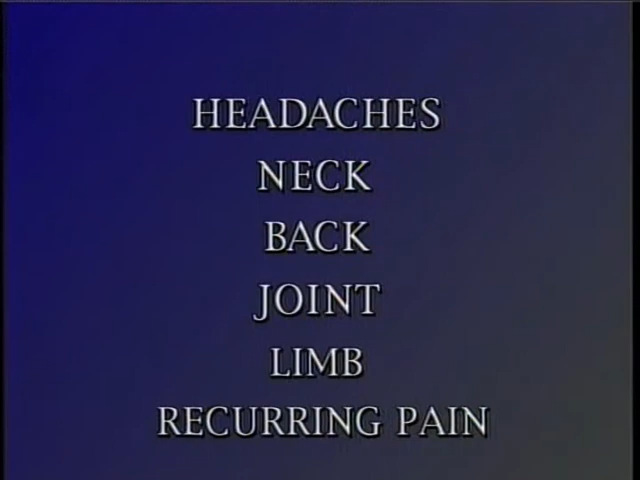 HEADACHES
NECK
BACK
JOINT
LIMB
RECURRING PAIN